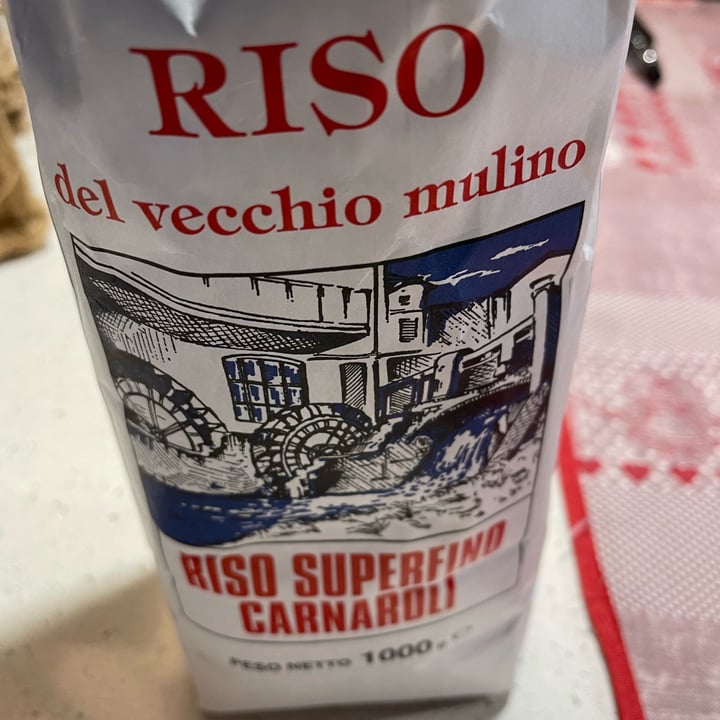 RISO
del vecchio mulino
RISO SUPERFINO
CARNAROLI
PESO NETTO 1000 g ℮